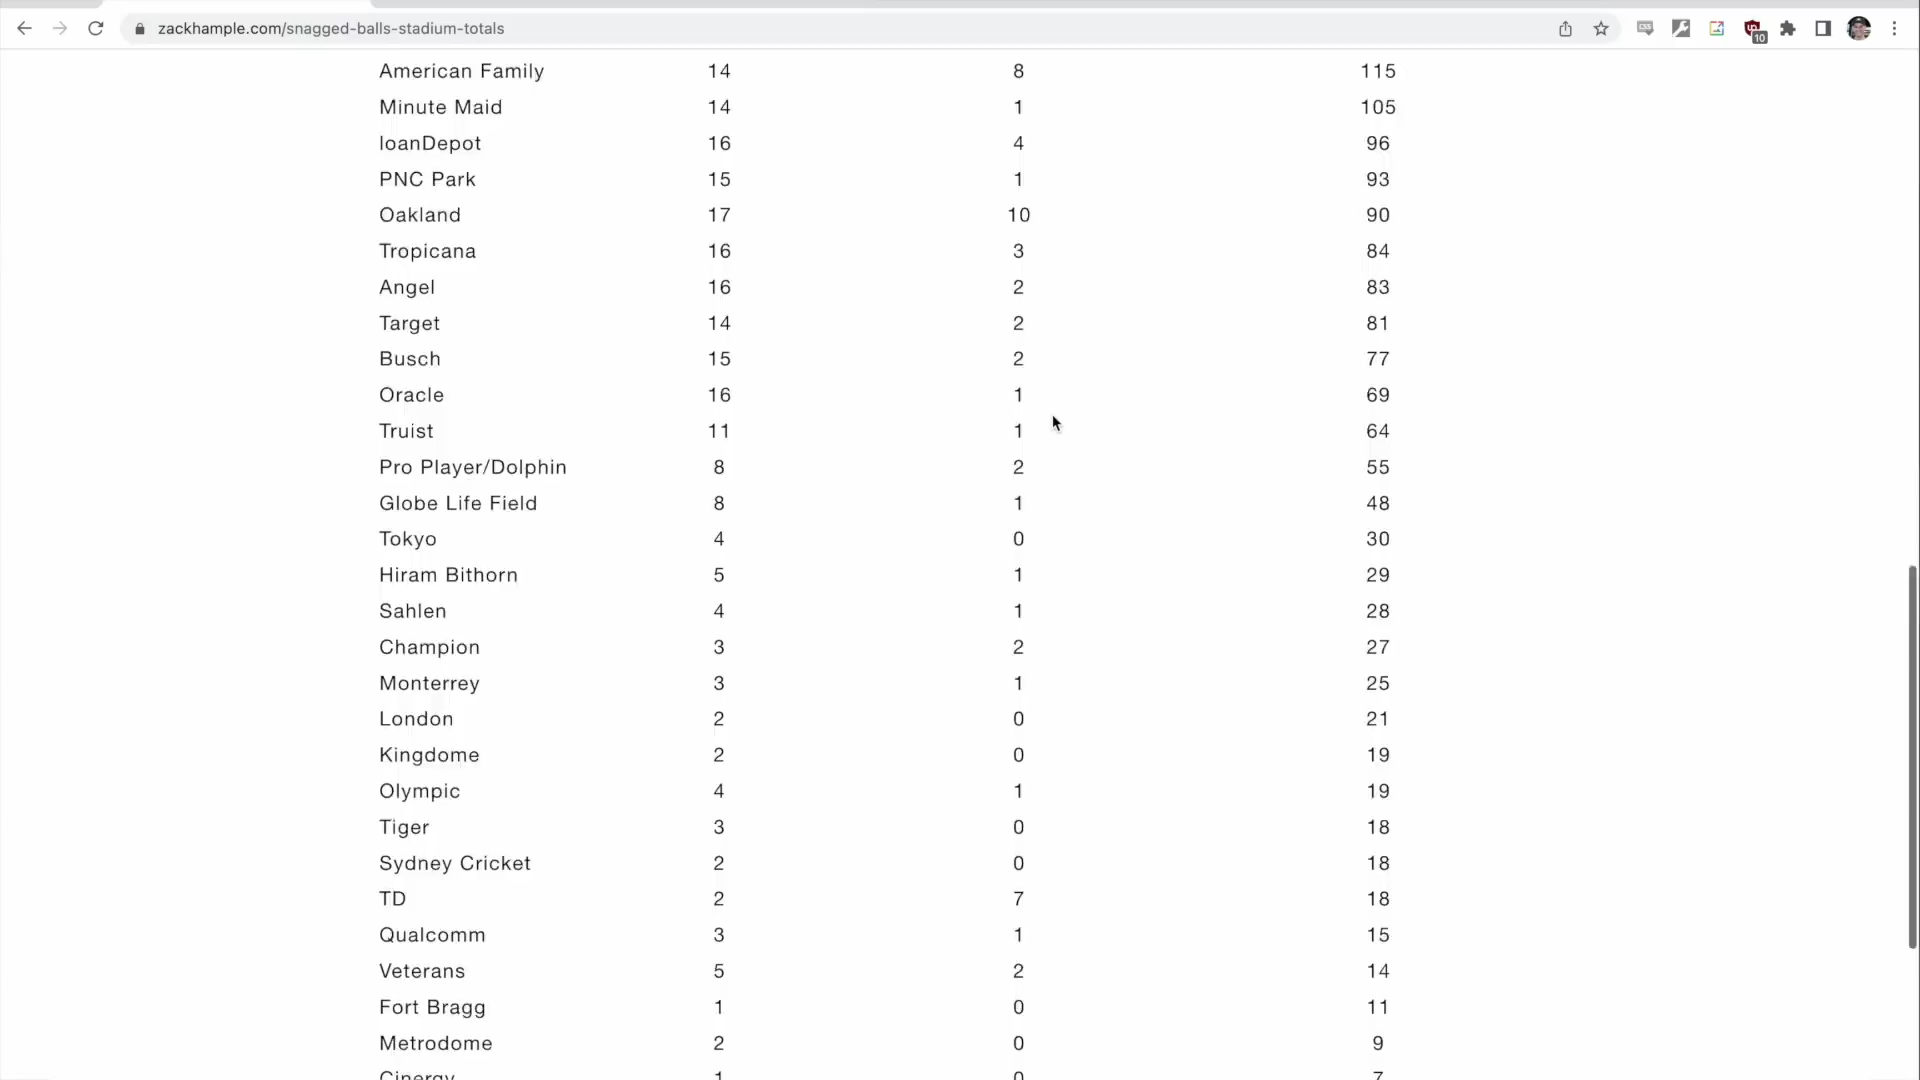 zackhample.com/snagged-balls-stadium-totals
10
American Family 14 8 115
Minute Maid 14 1 105
loanDepot 16 4 96
PNC Park 15 1 93
Oakland 17 10 90
Tropicana 16 3 84
Angel 16 2 83
Target 14 2 81
Busch 15 2 77
Oracle 16 1 69
Truist 11 1 64
Pro Player/Dolphin 8 2 55
Globe Life Field 8 1 48
Tokyo 4 0 30
Hiram Bithorn 5 1 29
Sahlen 4 1 28
Champion 3 2 27
Monterrey 3 1 25
London 2 0 21
Kingdome 2 0 19
Olympic 4 1 19
Tiger 3 0 18
Sydney Cricket 2 0 18
TD 2 7 18
Qualcomm 3 1 15
Veterans 5 2 14
Fort Bragg 1 0 11
Metrodome 2 0 9
Cinergy 1 0 7